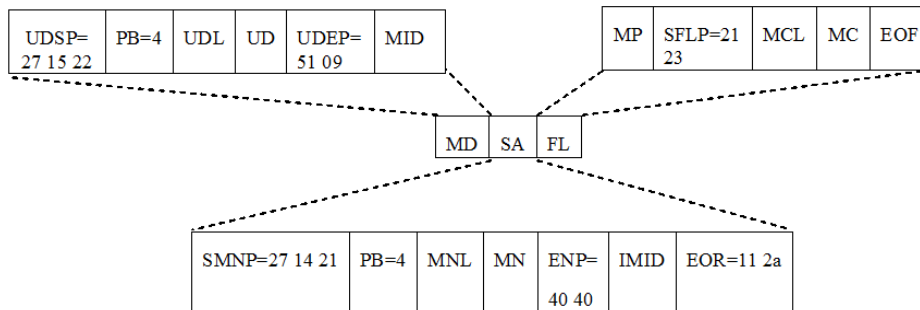 UDSP= 27 15 22 PB=4 UDL UD UDEP= 51 09 MID
MP SFLP=21 23 MCL MC EOF
MD SA FL
SMNP=27 14 21 PB=4 MNL MN ENP= 40 40 IMID EOR=11 2a